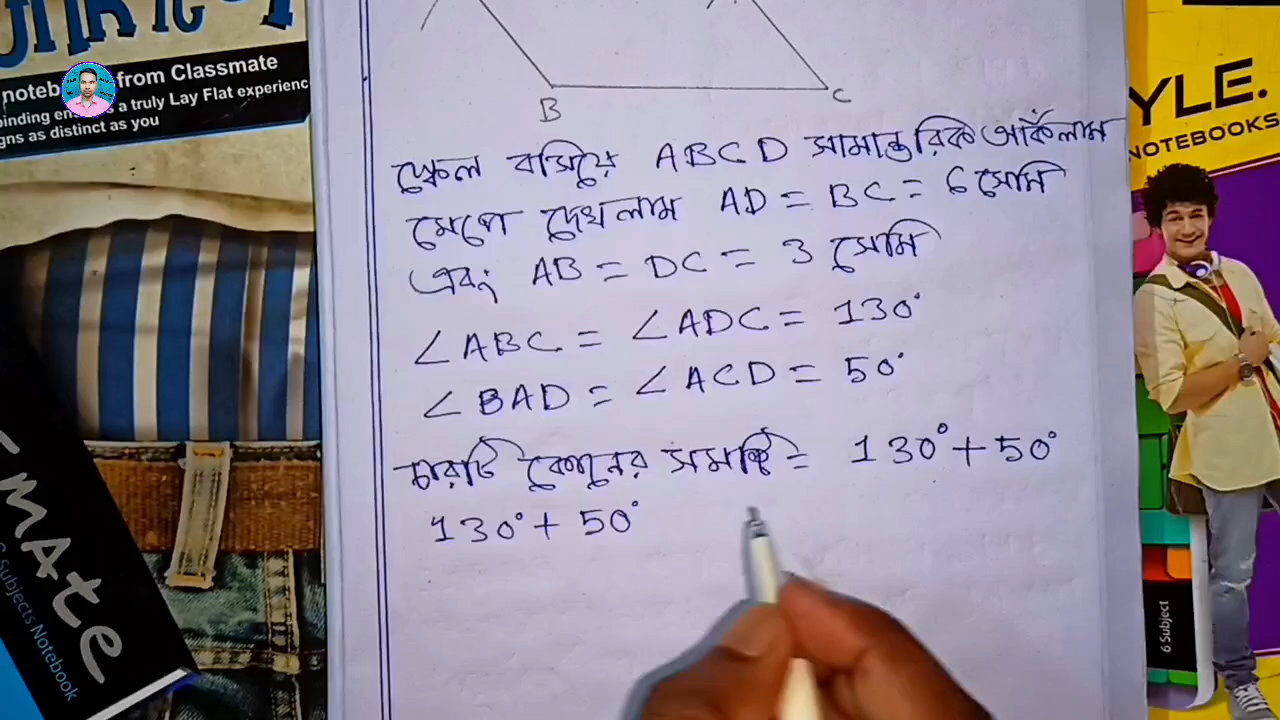 notebook from Classmate
binding en a truly Lay Flat experienc
gns as distinct as you
B
C
স্কেল বসিয়ে ABCD সামান্তরিক আঁকলাম
মেপে দেখলাম AD = BC = 6 সেমি
এবং AB = DC = 3 সেমি
∠ABC = ∠ADC = 130°
∠BAD = ∠ACD = 50°
চারটি কোণের সমষ্টি = 130° + 50°
130° + 50°
mate
6 Subjects Notebook
YLE.
NOTEBOOKS
6 Subject